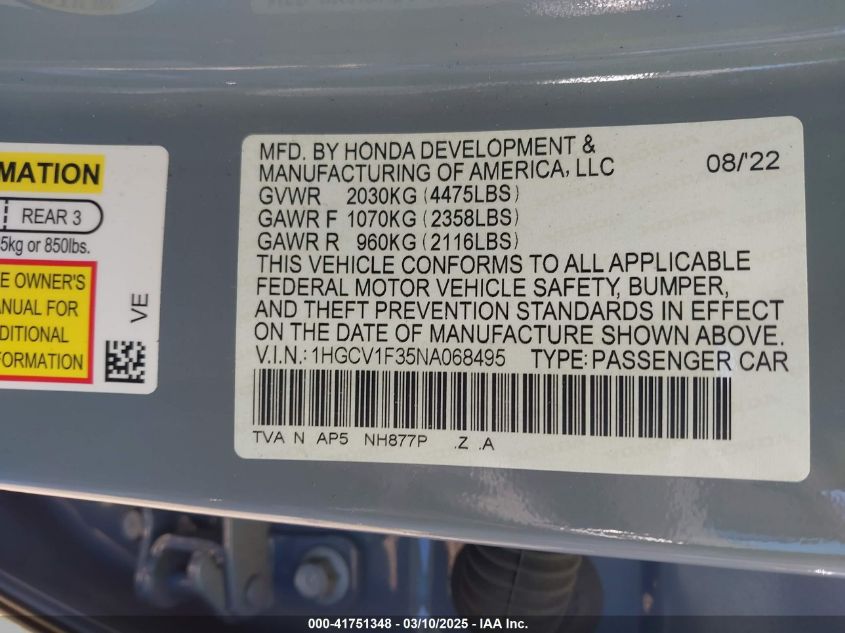 MATION
REAR 3
5kg or 850lbs.
E OWNER'S
ANUAL FOR
DITIONAL
FORMATION
VE
MFD. BY HONDA DEVELOPMENT &
MANUFACTURING OF AMERICA, LLC 08/'22
GVWR 2030KG (4475LBS)
GAWR F 1070KG (2358LBS)
GAWR R 960KG (2116LBS)
THIS VEHICLE CONFORMS TO ALL APPLICABLE
FEDERAL MOTOR VEHICLE SAFETY, BUMPER,
AND THEFT PREVENTION STANDARDS IN EFFECT
ON THE DATE OF MANUFACTURE SHOWN ABOVE.
V.I.N.: 1HGCV1F35NA068495 TYPE: PASSENGER CAR
TVA N AP5 NH877P .Z .A
000-41751348 - 03/10/2025 - IAA Inc.